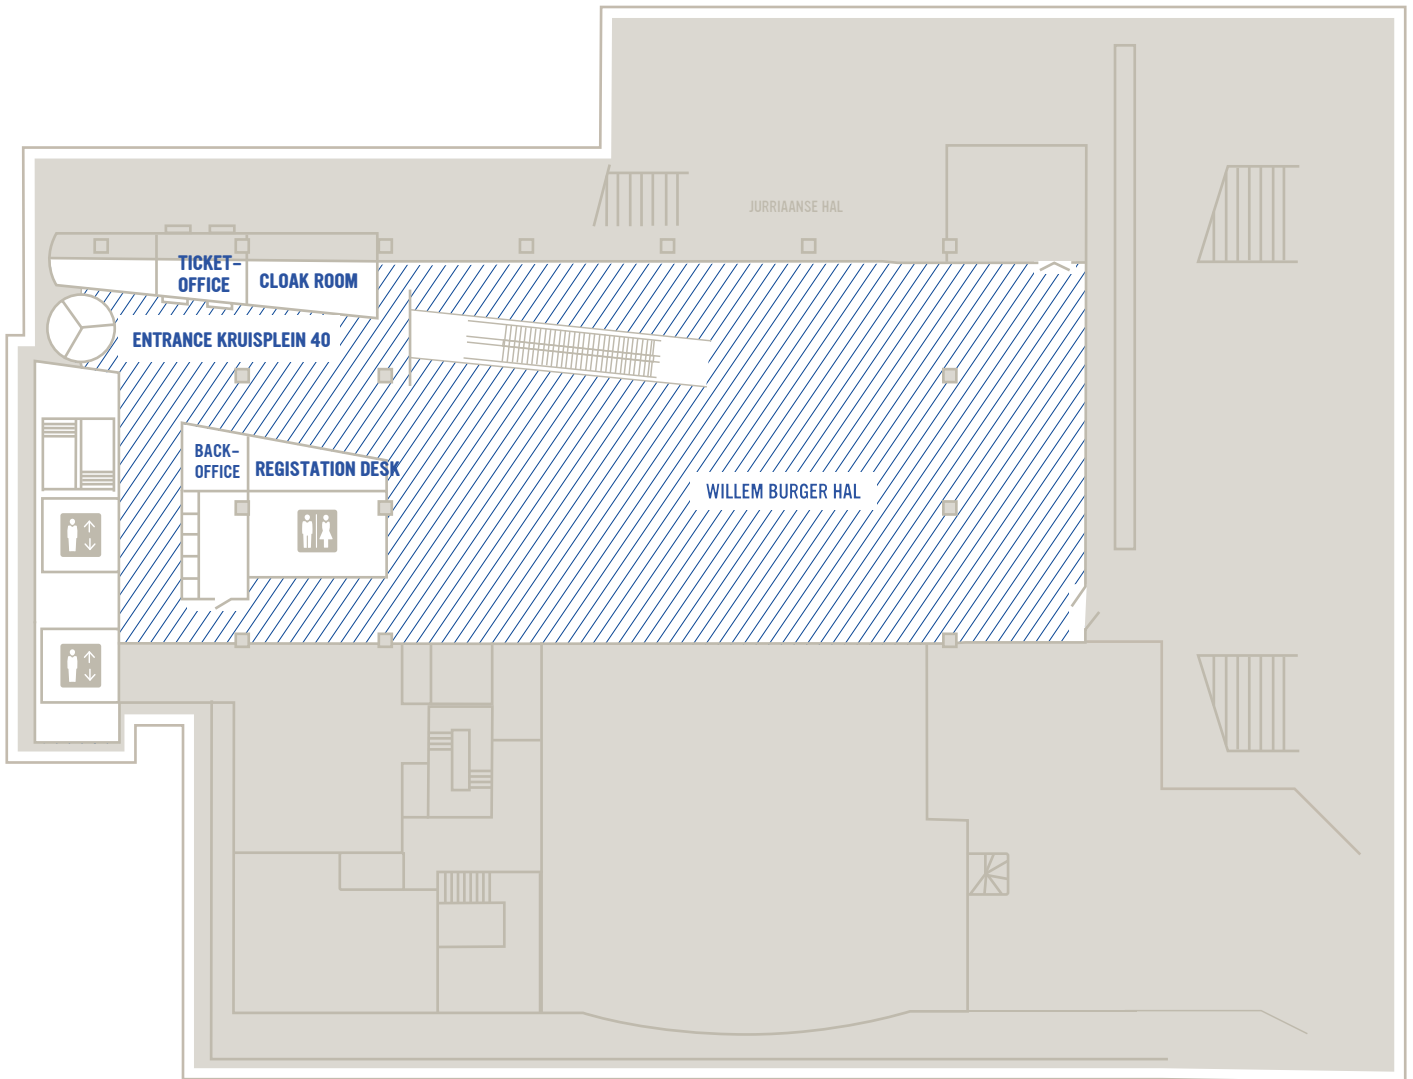 JURRIAANSE HAL
TICKET-
OFFICE
CLOAK ROOM
ENTRANCE KRUISPLEIN 40
BACK-
OFFICE
REGISTATION DESK
WILLEM BURGER HAL